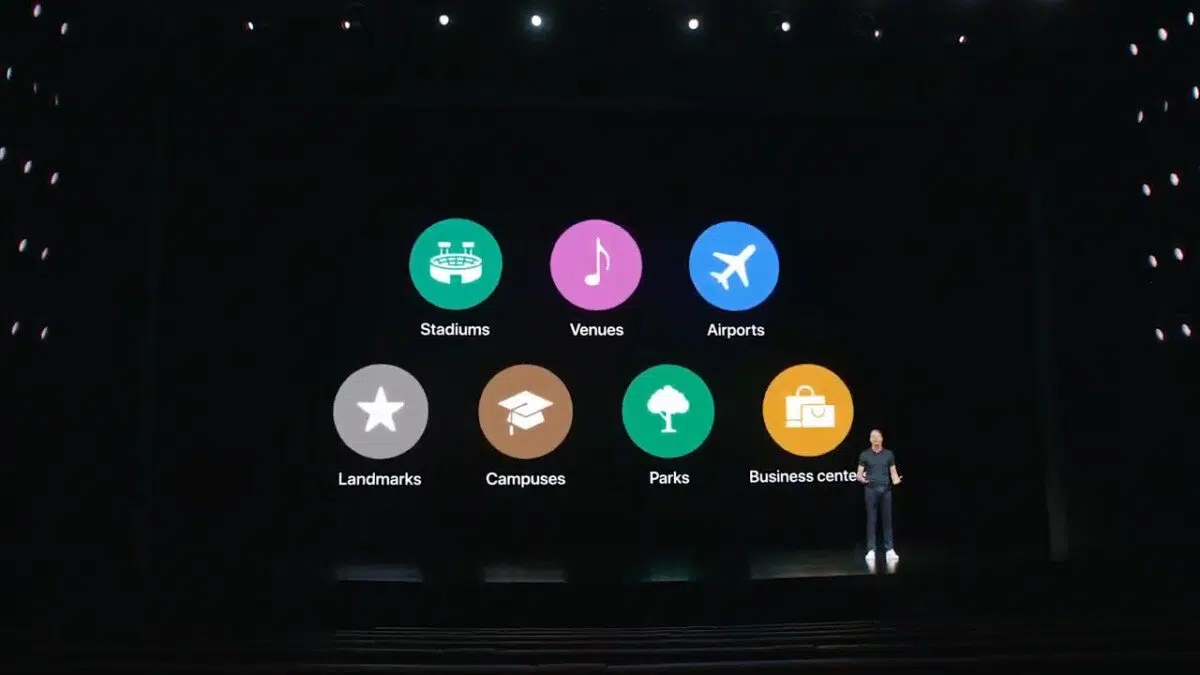 Stadiums
Venues
Airports
Landmarks
Campuses
Parks
Business cente